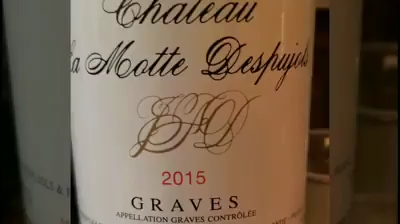 Château
La Motte Despujols
2015
GRAVES
APPELLATION GRAVES CONTRÔLÉE